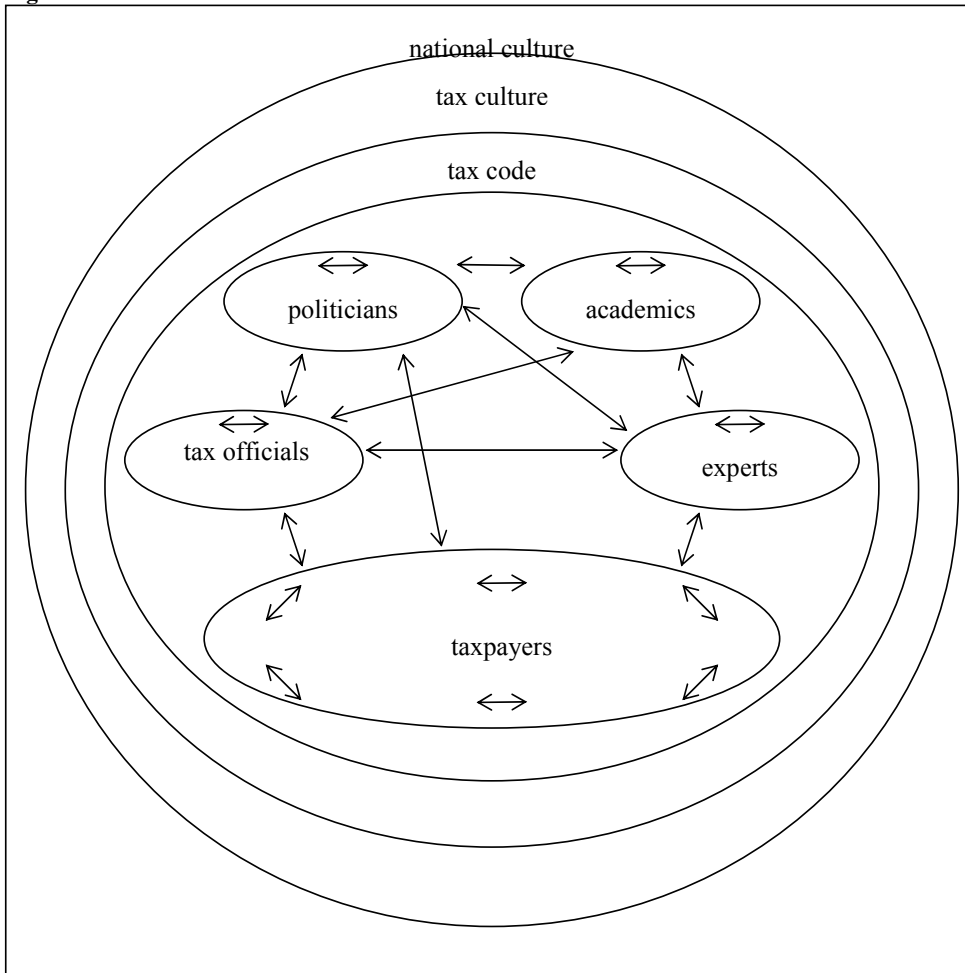 national culture
tax culture
tax code
politicians
academics
tax officials
experts
taxpayers